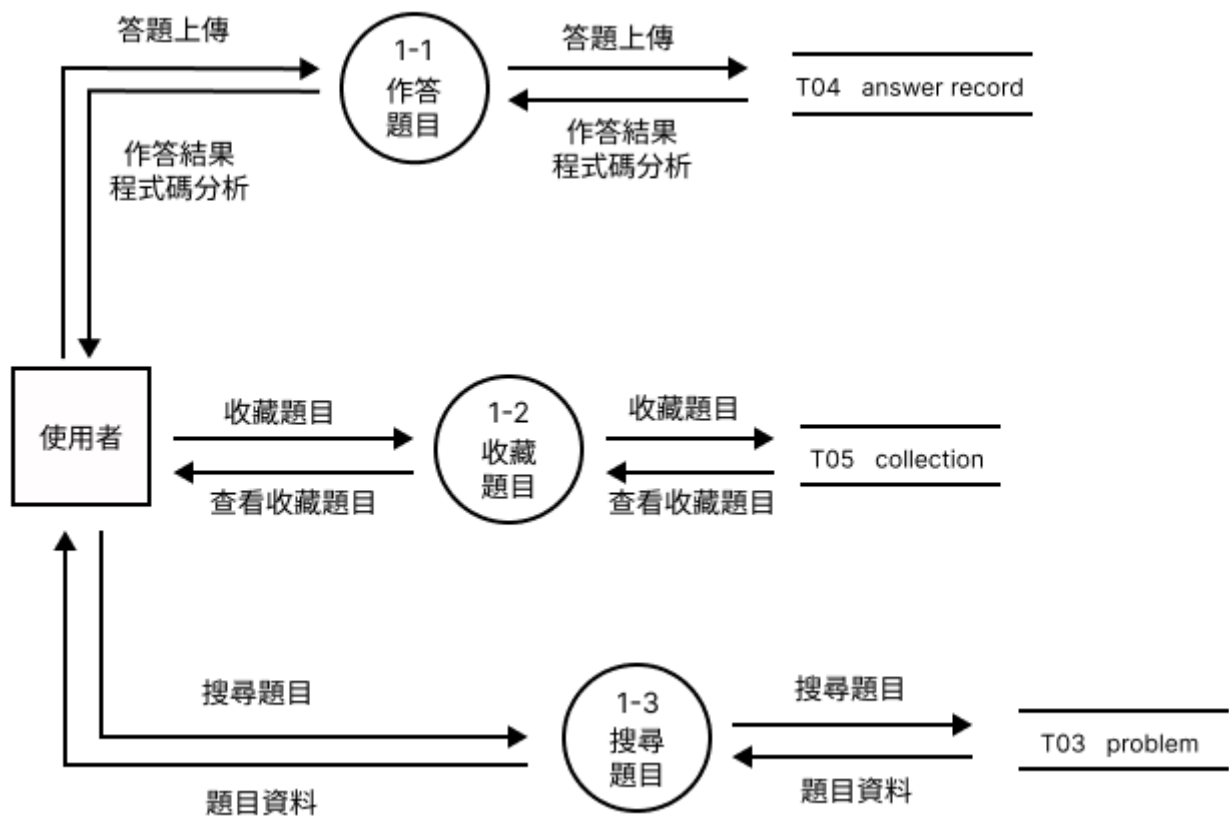 答題上傳
1-1
作答
題目
答題上傳
T04 answer record
作答結果
程式碼分析
作答結果
程式碼分析
使用者
收藏題目
1-2
收藏
題目
收藏題目
T05 collection
查看收藏題目
查看收藏題目
搜尋題目
1-3
搜尋
題目
搜尋題目
T03 problem
題目資料
題目資料